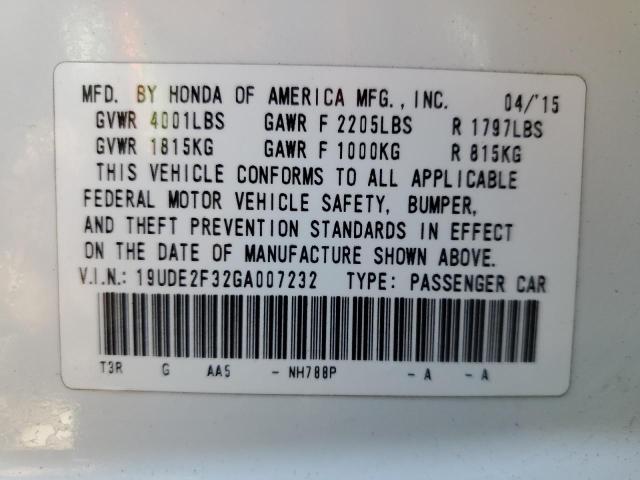 MFD. BY HONDA OF AMERICA MFG., INC. 04/'15
GVWR 4001LBS GAWR F 2205LBS R 1797LBS
GVWR 1815KG GAWR F 1000KG R 815KG
THIS VEHICLE CONFORMS TO ALL APPLICABLE
FEDERAL MOTOR VEHICLE SAFETY, BUMPER,
AND THEFT PREVENTION STANDARDS IN EFFECT
ON THE DATE OF MANUFACTURE SHOWN ABOVE.
V.I.N.: 19UDE2F32GA007232 TYPE: PASSENGER CAR
T3R G AA5 - NH788P - A - A